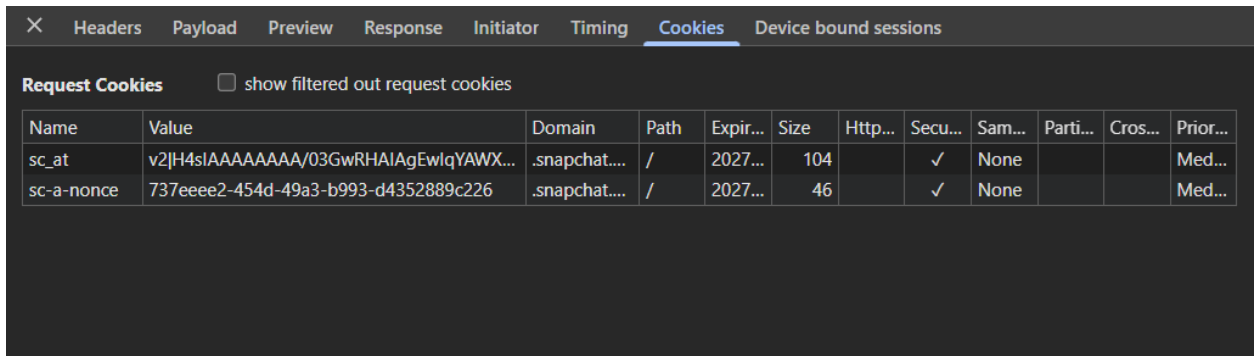 Headers Payload Preview Response Initiator Timing Cookies Device bound sessions
Request Cookies show filtered out request cookies
Name Value Domain Path Expir... Size Http... Secu... Sam... Parti... Cros... Prior...
sc_at v2|H4sIAAAAAAAA/03GwRHAIAgEwIqYAWX... .snapchat.... / 2027... 104 ✓ None Med...
sc-a-nonce 737eeee2-454d-49a3-b993-d4352889c226 .snapchat.... / 2027... 46 ✓ None Med...